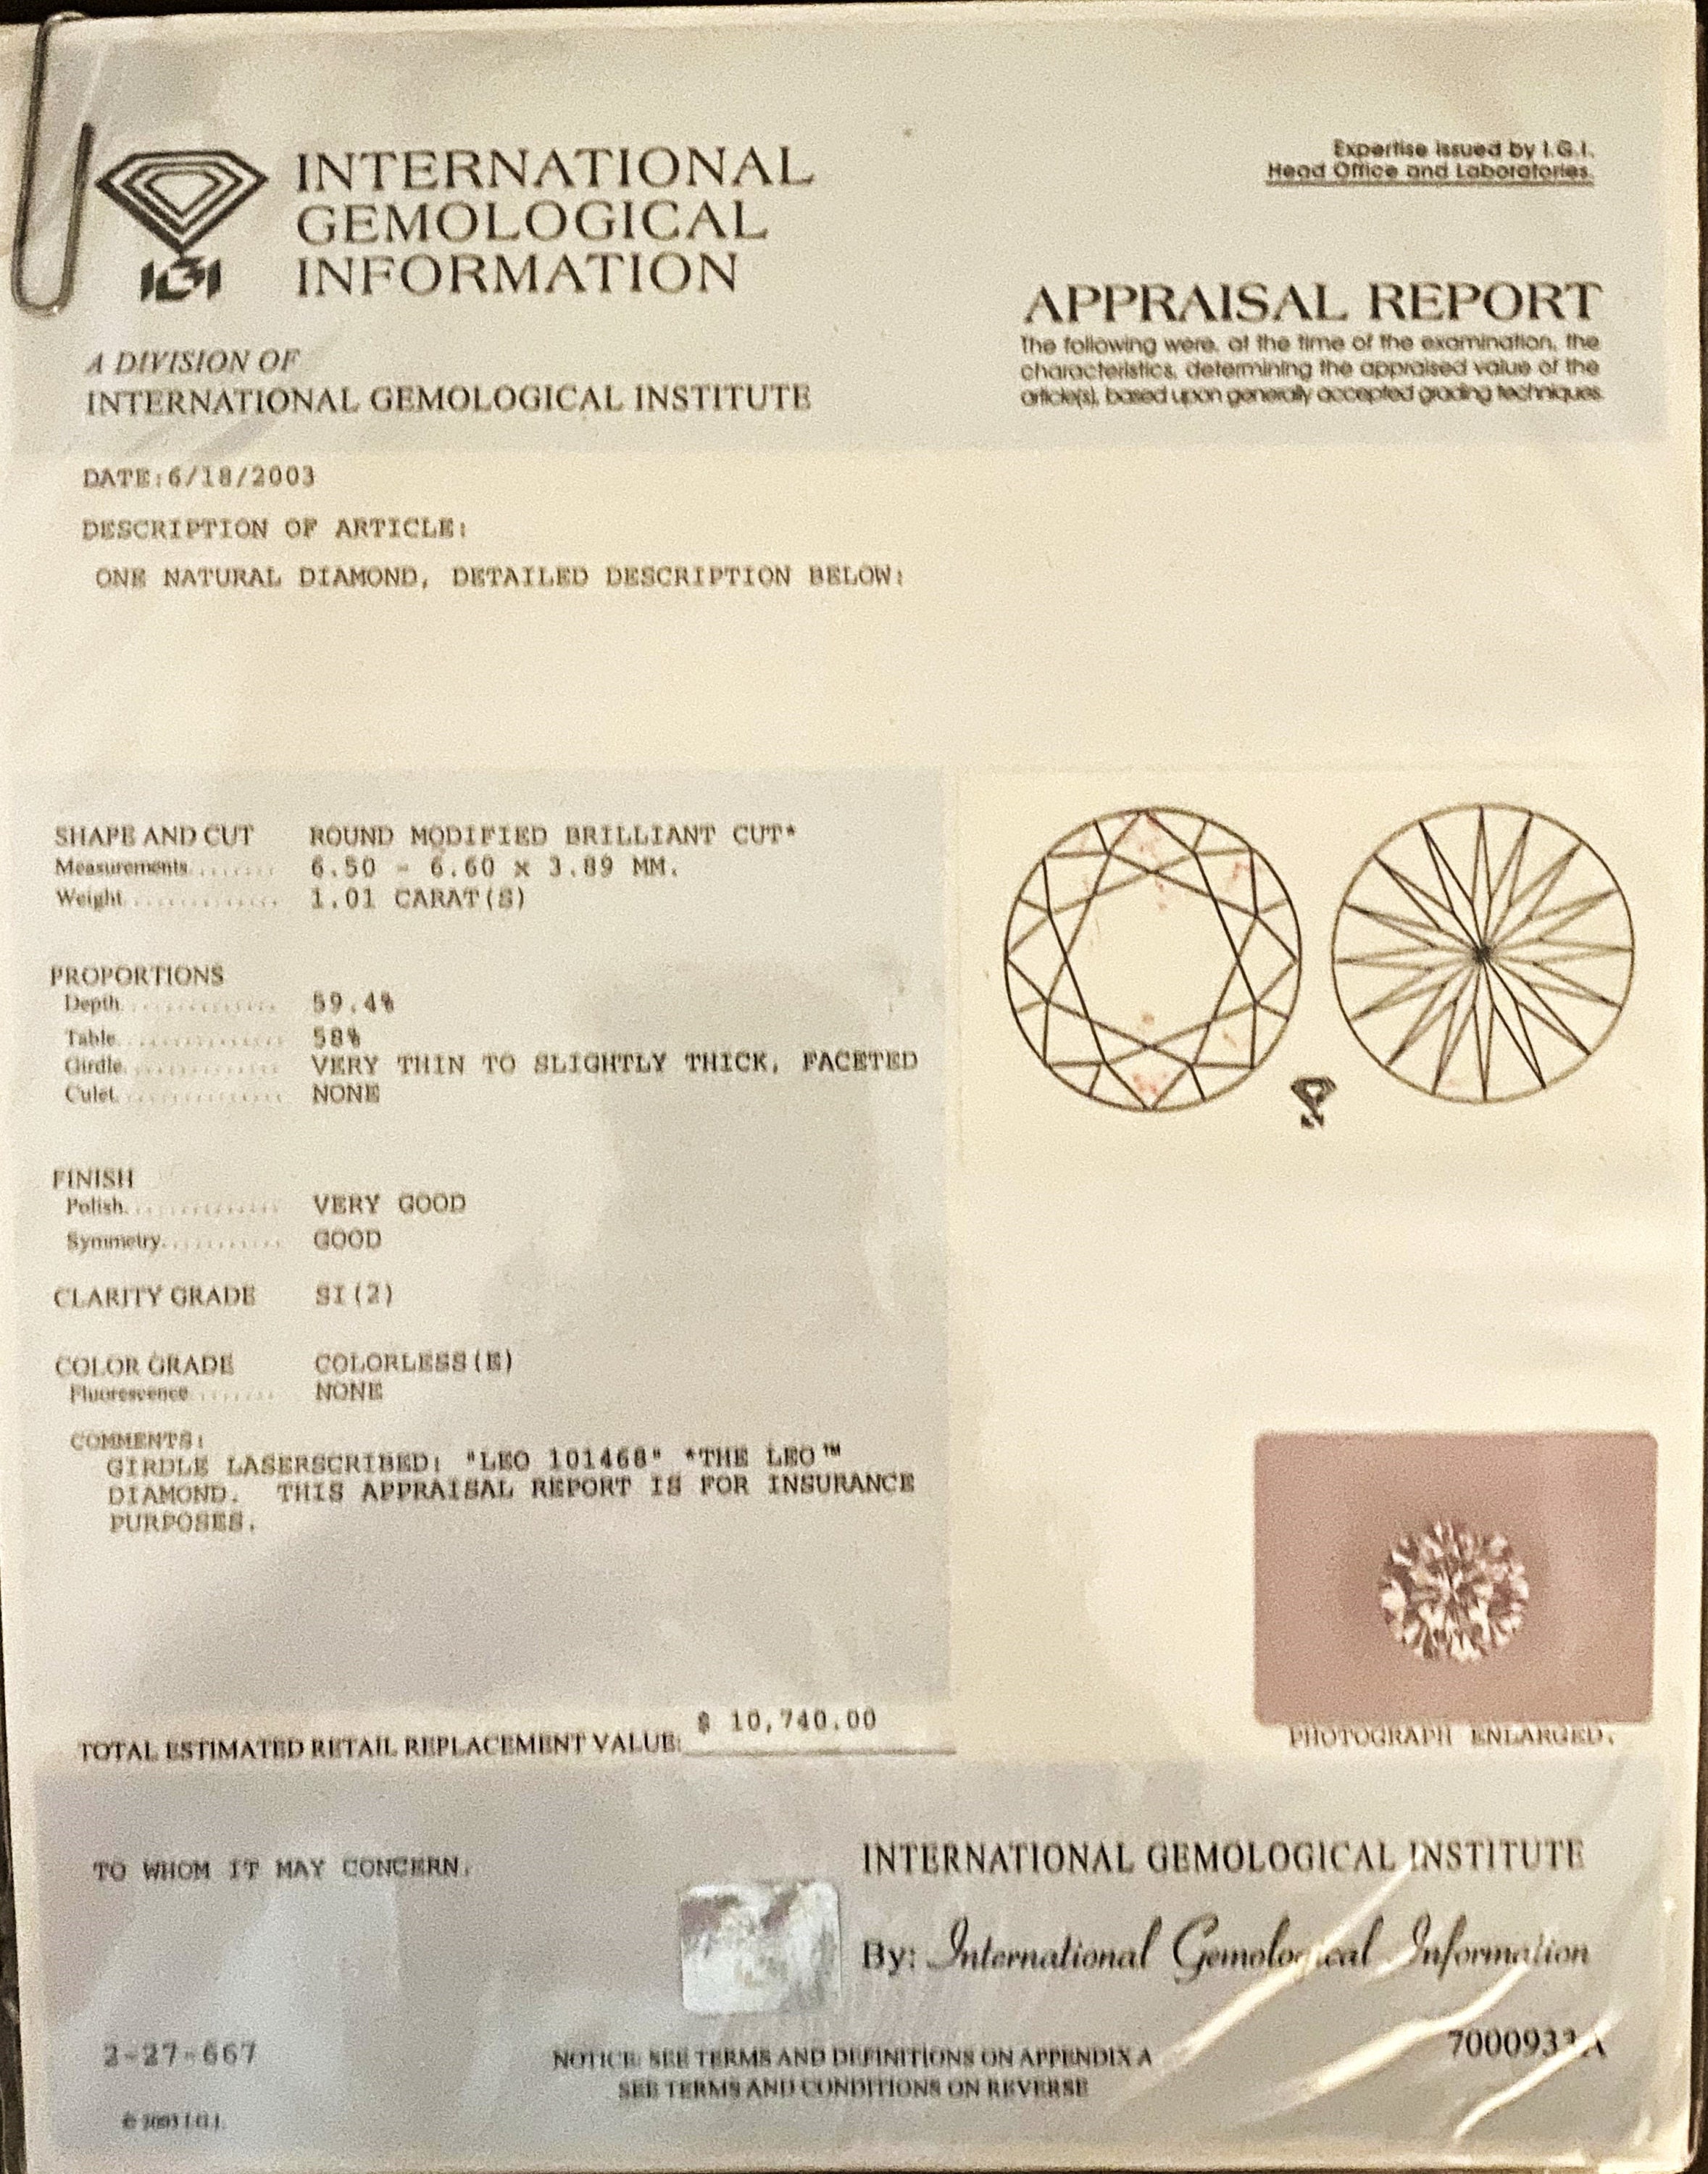 IGI
INTERNATIONAL
GEMOLOGICAL
INFORMATION
A DIVISION OF
INTERNATIONAL GEMOLOGICAL INSTITUTE
Expertise issued by I.G.I.
Head Office and Laboratories.
APPRAISAL REPORT
The following were, at the time of the examination, the
characteristics, determining the appraised value of the
article(s), based upon generally accepted grading techniques.
DATE:6/18/2003
DESCRIPTION OF ARTICLE:
ONE NATURAL DIAMOND, DETAILED DESCRIPTION BELOW:
SHAPE AND CUT ROUND MODIFIED BRILLIANT CUT*
Measurements........ 6.50 - 6.60 x 3.89 MM.
Weight.............. 1.01 CARAT(S)
PROPORTIONS
Depth.............. 59.4%
Table............... 58%
Girdle.............. VERY THIN TO SLIGHTLY THICK, FACETED
Culet............... NONE
FINISH
Polish.............. VERY GOOD
Symmetry........... GOOD
CLARITY GRADE SI(2)
COLOR GRADE COLORLESS(E)
Fluorescence........ NONE
COMMENTS:
GIRDLE LASERSCRIBED: "LEO 101468" *THE LEO™
DIAMOND. THIS APPRAISAL REPORT IS FOR INSURANCE
PURPOSES.
TOTAL ESTIMATED RETAIL REPLACEMENT VALUE: $ 10,740.00
PHOTOGRAPH ENLARGED.
TO WHOM IT MAY CONCERN.
INTERNATIONAL GEMOLOGICAL INSTITUTE
By: International Gemological Information
2-27-667
NOTICE: SEE TERMS AND DEFINITIONS ON APPENDIX A
SEE TERMS AND CONDITIONS ON REVERSE